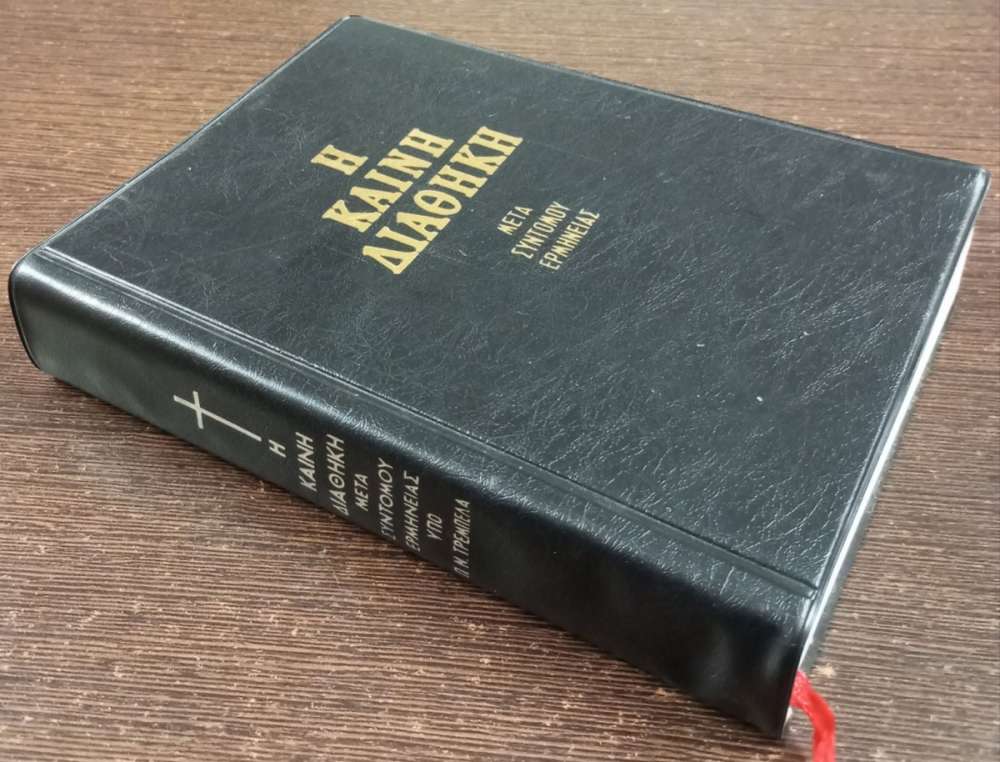 Η
ΚΑΙΝΗ
ΔΙΑΘΗΚΗ
ΜΕΤΑ
ΣΥΝΤΟΜΟΥ
ΕΡΜΗΝΕΙΑΣ
Η
ΚΑΙΝΗ
ΔΙΑΘΗΚΗ
ΜΕΤΑ
ΣΥΝΤΟΜΟΥ
ΕΡΜΗΝΕΙΑΣ
ΥΠΟ
Π. Ν. ΤΡΕΜΠΕΛΑ